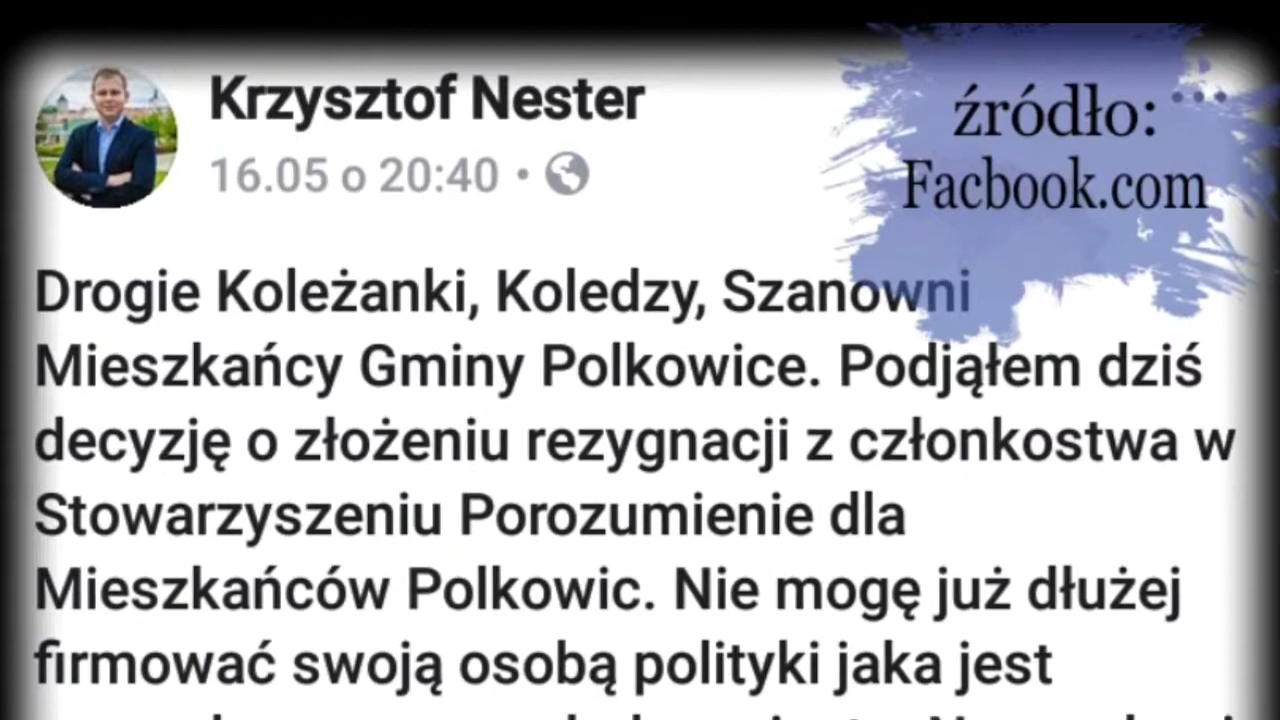 Krzysztof Nester
16.05 o 20:40 •
źródło:
Facbook.com
Drogie Koleżanki, Koledzy, Szanowni
Mieszkańcy Gminy Polkowice. Podjąłem dziś
decyzję o złożeniu rezygnacji z członkostwa w
Stowarzyszeniu Porozumienie dla
Mieszkańców Polkowic. Nie mogę już dłużej
firmować swoją osobą polityki jaka jest